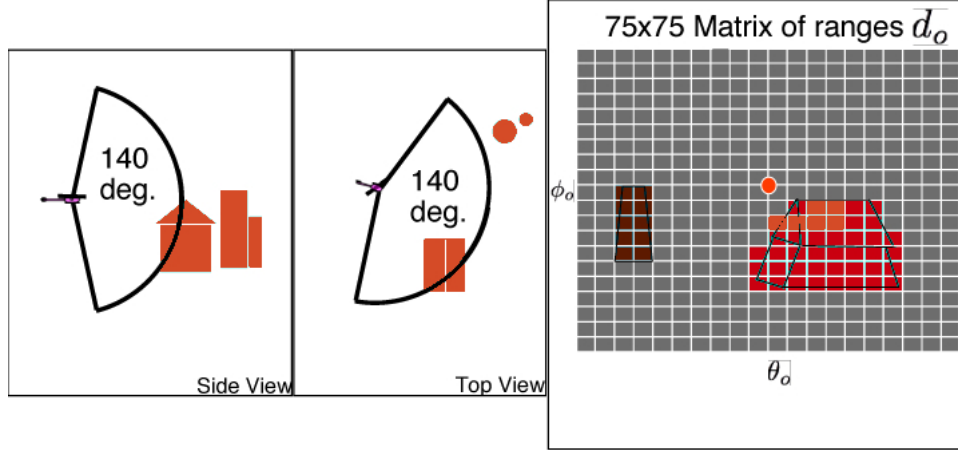 140
deg.
Side View
140
deg.
Top View
75x75 Matrix of ranges d_o
ϕ_o
θ_o